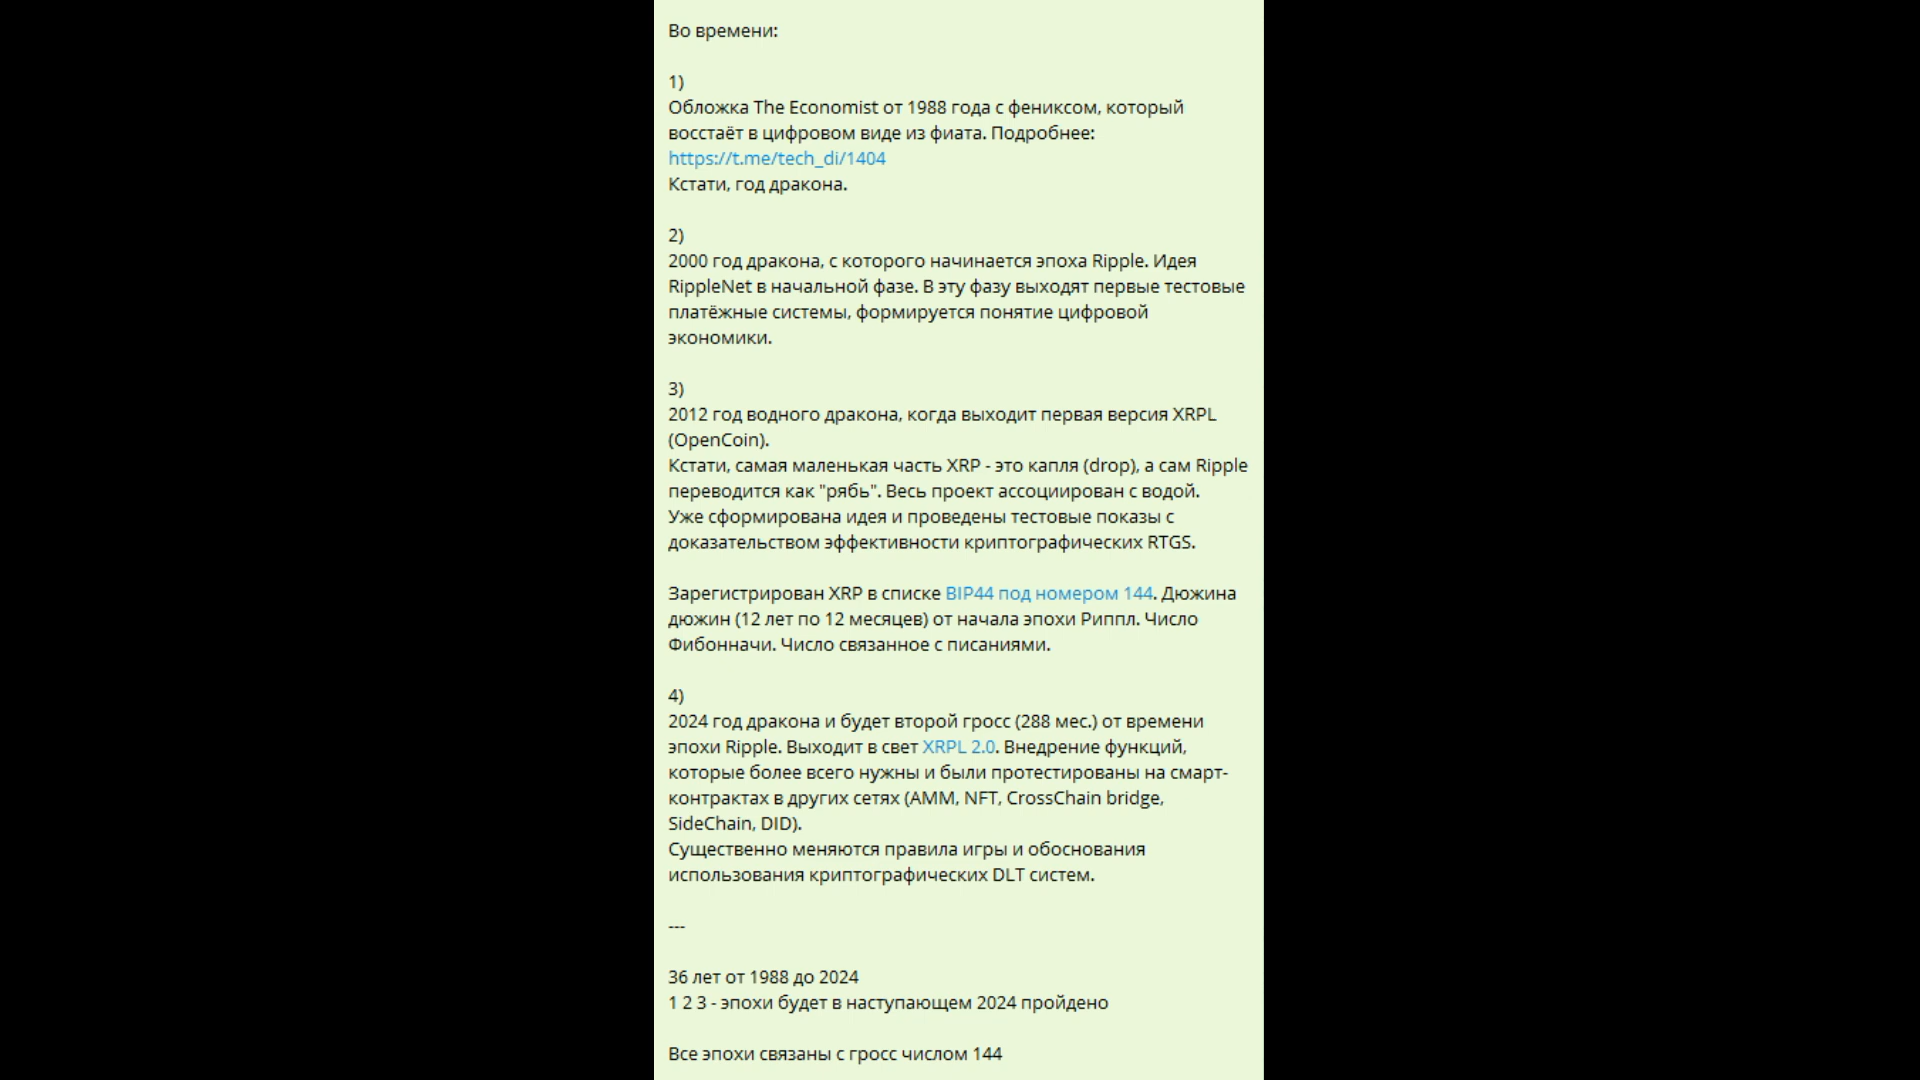 Во времени:
1)
Обложка The Economist от 1988 года с фениксом, который
восстаёт в цифровом виде из фиата. Подробнее:
https://t.me/tech_di/1404
Кстати, год дракона.
2)
2000 год дракона, с которого начинается эпоха Ripple. Идея
RippleNet в начальной фазе. В эту фазу выходят первые тестовые
платёжные системы, формируется понятие цифровой
экономики.
3)
2012 год водного дракона, когда выходит первая версия XRPL
(OpenCoin).
Кстати, самая маленькая часть XRP - это капля (drop), а сам Ripple
переводится как "рябь". Весь проект ассоциирован с водой.
Уже сформирована идея и проведены тестовые показы с
доказательством эффективности криптографических RTGS.
Зарегистрирован XRP в списке BIP44 под номером 144. Дюжина
дюжин (12 лет по 12 месяцев) от начала эпохи Риппл. Число
Фибонначи. Число связанное с писаниями.
4)
2024 год дракона и будет второй гросс (288 мес.) от времени
эпохи Ripple. Выходит в свет XRPL 2.0. Внедрение функций,
которые более всего нужны и были протестированы на смарт-
контрактах в других сетях (AMM, NFT, CrossChain bridge,
SideChain, DID).
Существенно меняются правила игры и обоснования
использования криптографических DLT систем.
---
36 лет от 1988 до 2024
1 2 3 - эпохи будет в наступающем 2024 пройдено
Все эпохи связаны с гросс числом 144